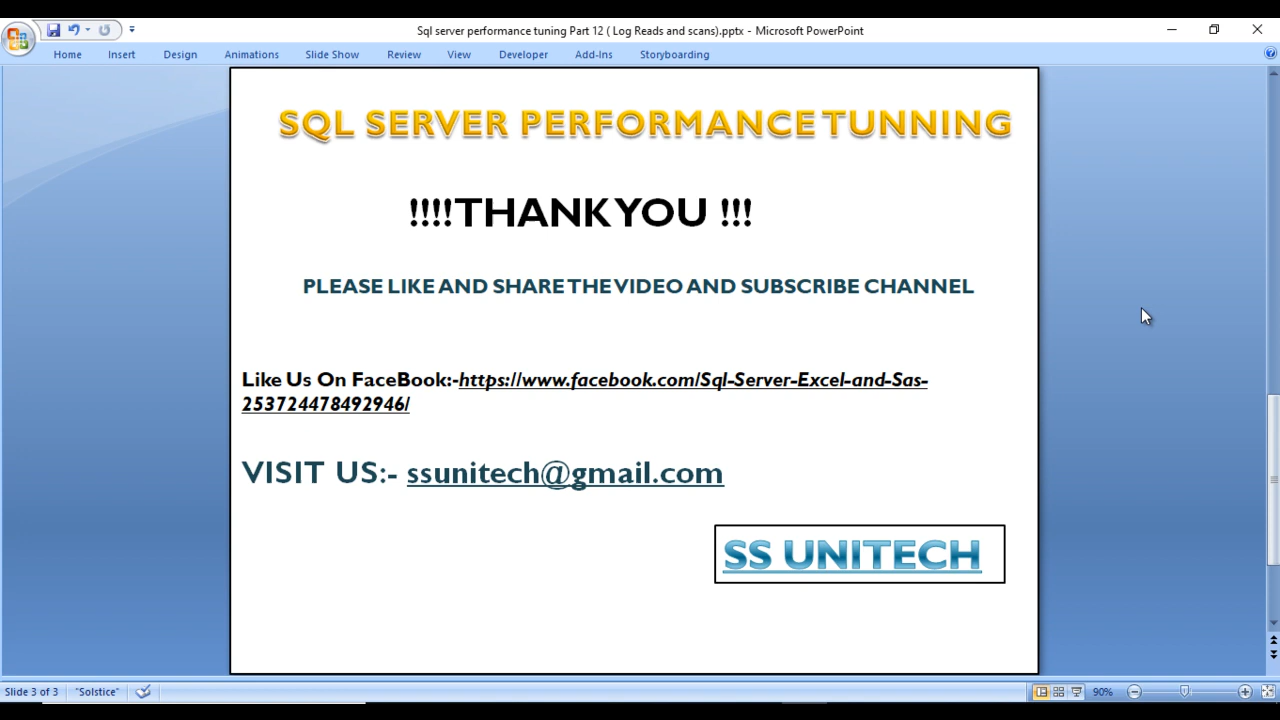 Sql server performance tuning Part 12 ( Log Reads and scans).pptx - Microsoft PowerPoint
Home Insert Design Animations Slide Show Review View Developer Add-Ins Storyboarding
SQL SERVER PERFORMANCE TUNNING
!!!!THANK YOU !!!
PLEASE LIKE AND SHARE THE VIDEO AND SUBSCRIBE CHANNEL
Like Us On FaceBook:-https://www.facebook.com/Sql-Server-Excel-and-Sas-
253724478492946/
VISIT US:- ssunitech@gmail.com
SS UNITECH
Slide 3 of 3 "Solstice" 90%